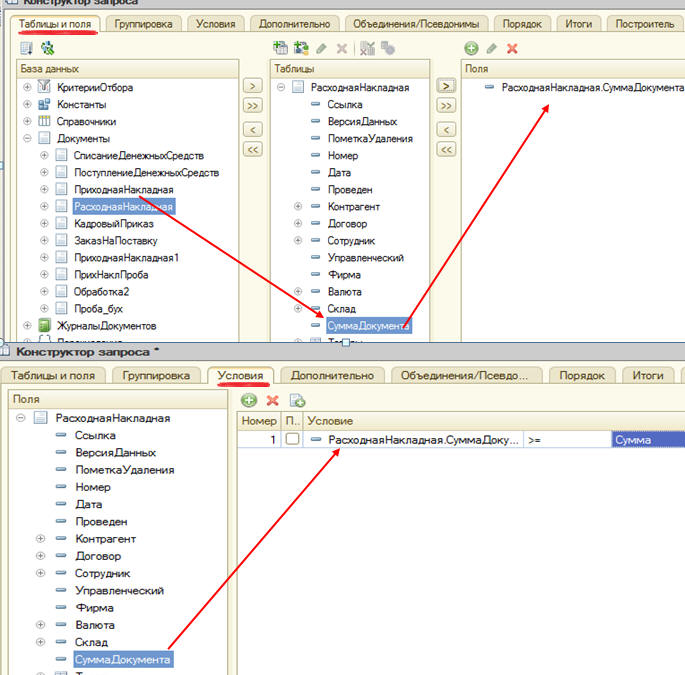 Конструктор запроса
Таблицы и поля Группировка Условия Дополнительно Объединения/Псевдонимы Порядок Итоги Построитель
База данных
КритерииОтбора
Константы
Справочники
Документы
СписаниеДенежныхСредств
ПоступлениеДенежныхСредств
ПриходнаяНакладная
РасходнаяНакладная
КадровыйПриказ
ЗаказНаПоставку
ПриходнаяНакладная1
ПрихНаклПроба
Обработка2
Проба_бух
ЖурналыДокументов
>
>>
<
<<
Таблицы
РасходнаяНакладная
Ссылка
ВерсияДанных
ПометкаУдаления
Номер
Дата
Проведен
Контрагент
Договор
Сотрудник
Управленческий
Фирма
Валюта
Склад
СуммаДокумента
>
>>
<
<<
Поля
РасходнаяНакладная.СуммаДокумента
Конструктор запроса *
Таблицы и поля Группировка Условия Дополнительно Объединения/Псевдо... Порядок Итоги
Поля
РасходнаяНакладная
Ссылка
ВерсияДанных
ПометкаУдаления
Номер
Дата
Проведен
Контрагент
Договор
Сотрудник
Управленческий
Фирма
Валюта
Склад
СуммаДокумента
Номер П.. Условие
1 РасходнаяНакладная.СуммаДоку... >= Сумма